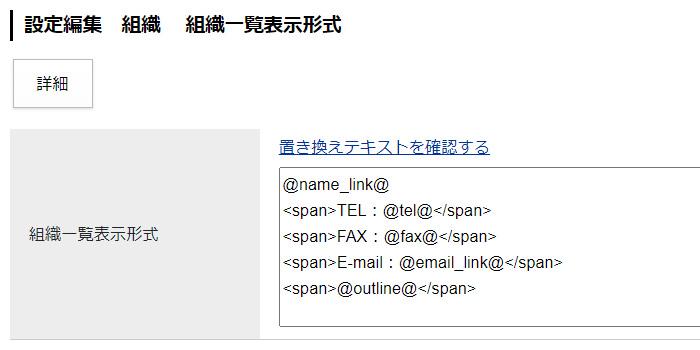 設定編集　組織　 組織一覧表示形式
詳細
置き換えテキストを確認する
組織一覧表示形式
@name_link@
<span>TEL：@tel@</span>
<span>FAX：@fax@</span>
<span>E-mail：@email_link@</span>
<span>@outline@</span>